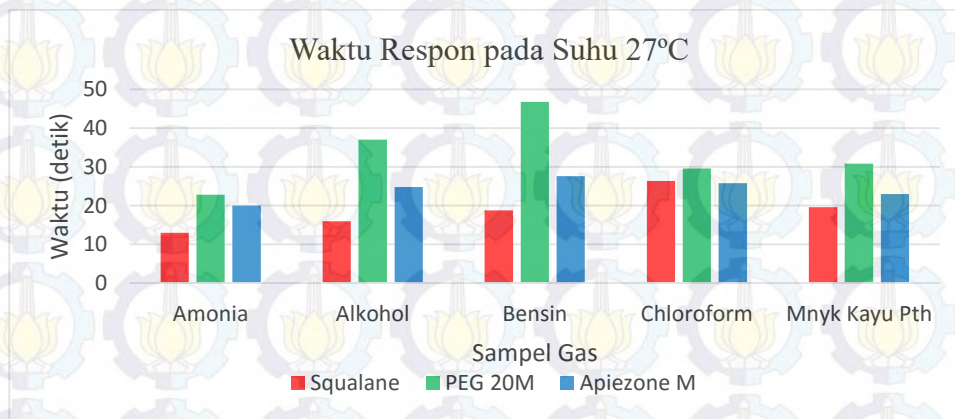 Waktu Respon pada Suhu 27ºC
50
40
30
20
10
0
Waktu (detik)
Amonia Alkohol Bensin Chloroform Mnyk Kayu Pth
Sampel Gas
Squalane PEG 20M Apiezone M